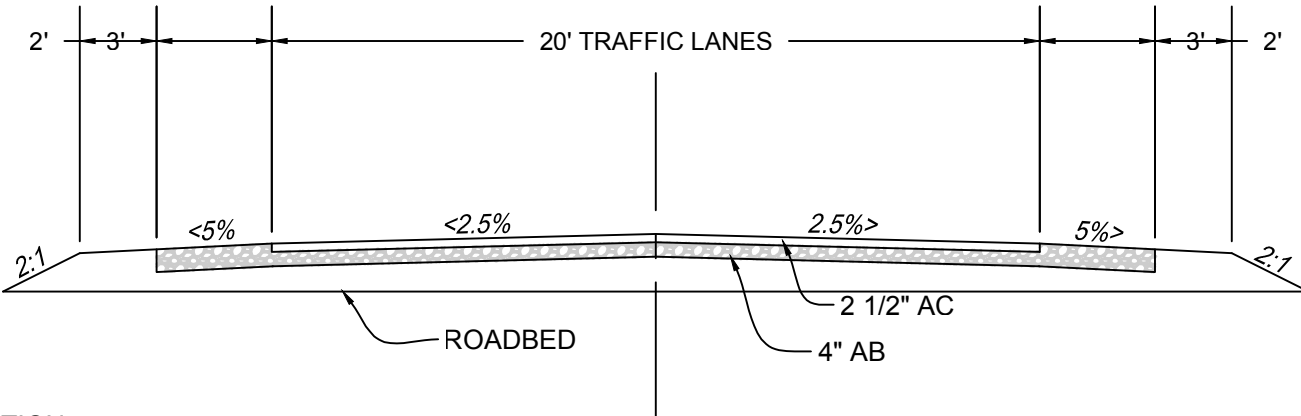 2' 3' 20' TRAFFIC LANES 3' 2'
2:1 <5% <2.5% 2.5%> 5%> 2:1
2 1/2" AC
ROADBED
4" AB